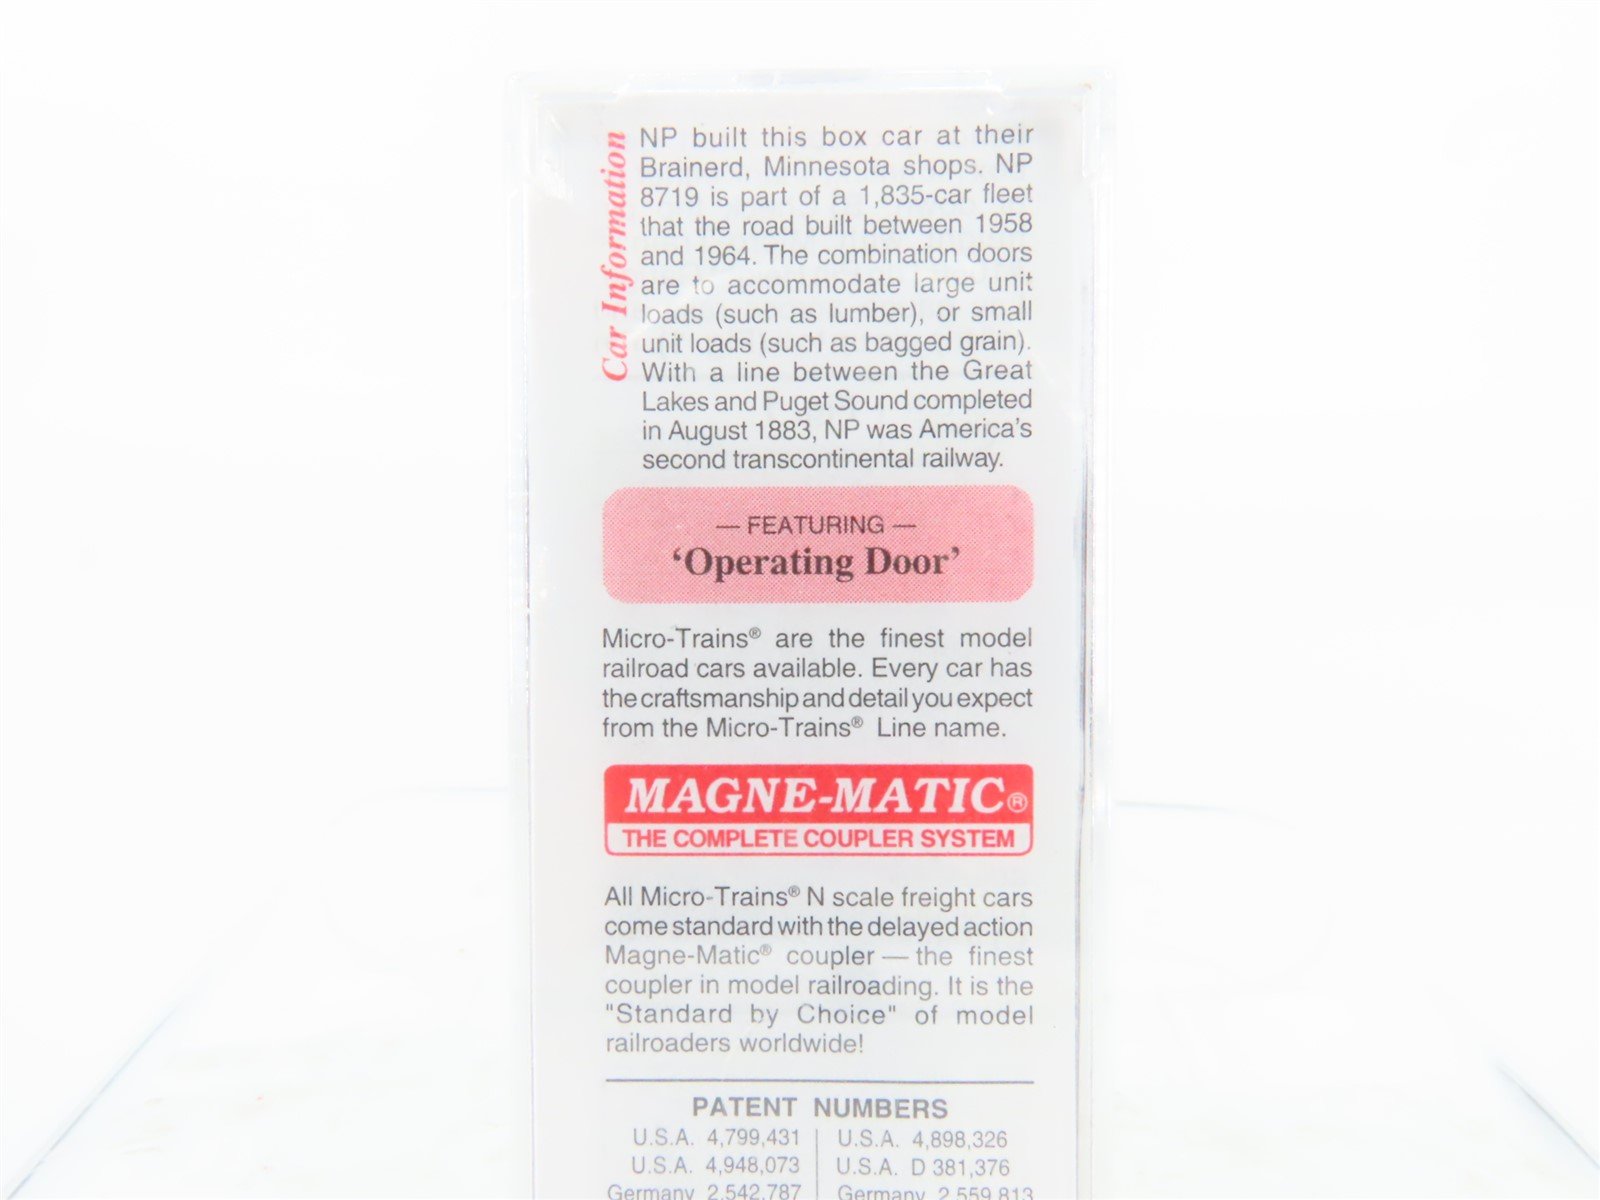 Car Information
NP built this box car at their
Brainerd, Minnesota shops. NP
8719 is part of a 1,835-car fleet
that the road built between 1958
and 1964. The combination doors
are to accommodate large unit
loads (such as lumber), or small
unit loads (such as bagged grain).
With a line between the Great
Lakes and Puget Sound completed
in August 1883, NP was America's
second transcontinental railway.
— FEATURING —
'Operating Door'
Micro-Trains® are the finest model
railroad cars available. Every car has
the craftsmanship and detail you expect
from the Micro-Trains® Line name.
MAGNE-MATIC®
THE COMPLETE COUPLER SYSTEM
All Micro-Trains® N scale freight cars
come standard with the delayed action
Magne-Matic® coupler — the finest
coupler in model railroading. It is the
"Standard by Choice" of model
railroaders worldwide!
PATENT NUMBERS
U.S.A. 4,799,431 | U.S.A. 4,898,326
U.S.A. 4,948,073 | U.S.A. D 381,376
Germany 2,542,787 | Germany 2,559,813